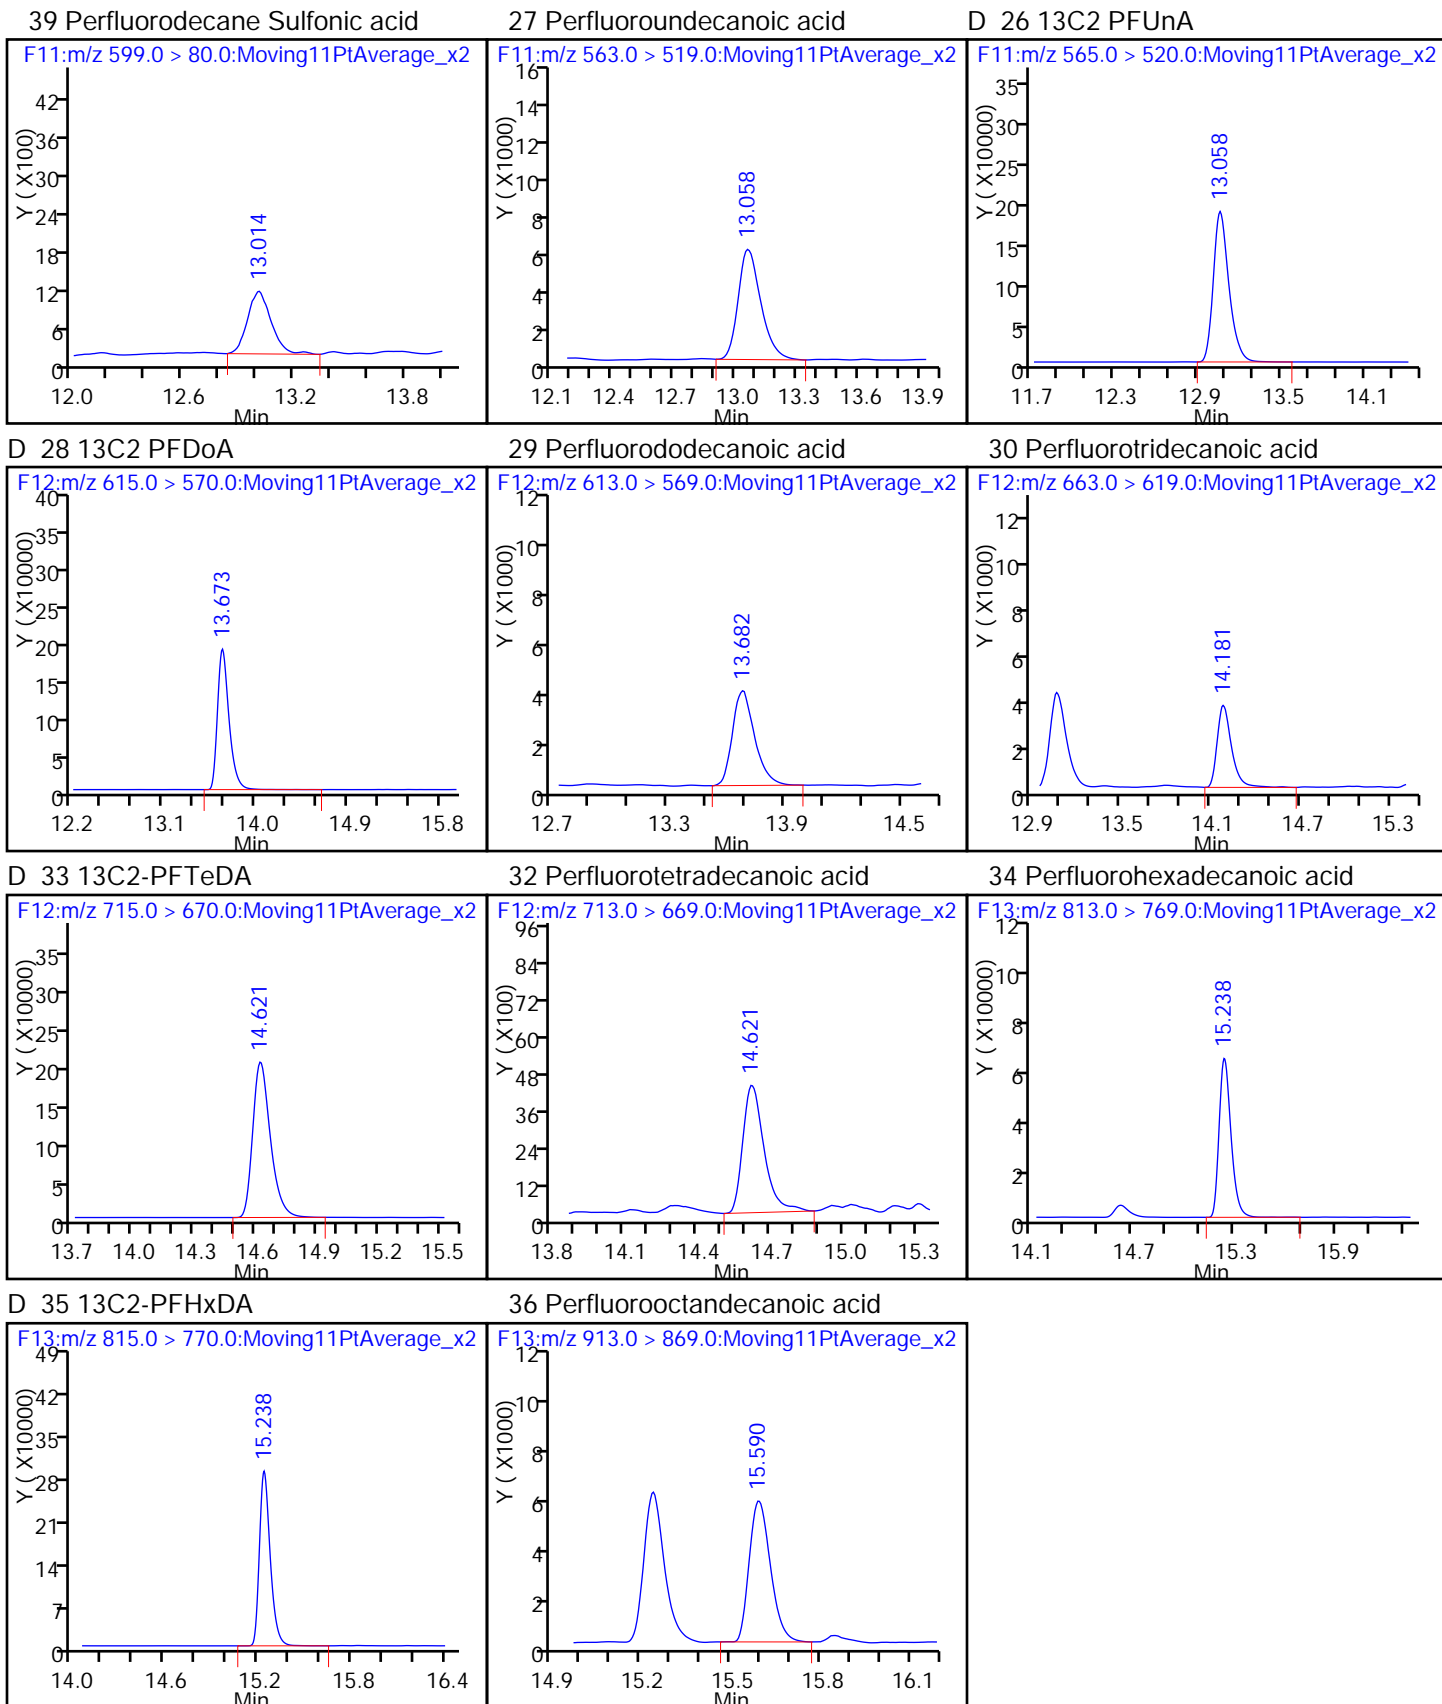 39 Perfluorodecane Sulfonic acid
F11:m/z 599.0 > 80.0:Moving11PtAverage_x2
Y ( X100)
42
36
30
24
18
12
6
0
13.014
12.0 12.6 13.2 13.8
Min
27 Perfluoroundecanoic acid
F11:m/z 563.0 > 519.0:Moving11PtAverage_x2
Y ( X1000)
16
14
12
10
8
6
4
2
0
13.058
12.1 12.4 12.7 13.0 13.3 13.6 13.9
Min
D 26 13C2 PFUnA
F11:m/z 565.0 > 520.0:Moving11PtAverage_x2
Y ( X10000)
35
30
25
20
15
10
5
0
13.058
11.7 12.3 12.9 13.5 14.1
Min
D 28 13C2 PFDoA
F12:m/z 615.0 > 570.0:Moving11PtAverage_x2
Y ( X10000)
40
35
30
25
20
15
10
5
0
13.673
12.2 13.1 14.0 14.9 15.8
Min
29 Perfluorododecanoic acid
F12:m/z 613.0 > 569.0:Moving11PtAverage_x2
Y ( X1000)
12
10
8
6
4
2
0
13.682
12.7 13.3 13.9 14.5
Min
30 Perfluorotridecanoic acid
F12:m/z 663.0 > 619.0:Moving11PtAverage_x2
Y ( X1000)
12
10
8
6
4
2
0
14.181
12.9 13.5 14.1 14.7 15.3
Min
D 33 13C2-PFTeDA
F12:m/z 715.0 > 670.0:Moving11PtAverage_x2
Y ( X10000)
35
30
25
20
15
10
5
0
14.621
13.7 14.0 14.3 14.6 14.9 15.2 15.5
Min
32 Perfluorotetradecanoic acid
F12:m/z 713.0 > 669.0:Moving11PtAverage_x2
Y ( X100)
96
84
72
60
48
36
24
12
0
14.621
13.8 14.1 14.4 14.7 15.0 15.3
Min
34 Perfluorohexadecanoic acid
F13:m/z 813.0 > 769.0:Moving11PtAverage_x2
Y ( X10000)
12
10
8
6
4
2
0
15.238
14.1 14.7 15.3 15.9
Min
D 35 13C2-PFHxDA
F13:m/z 815.0 > 770.0:Moving11PtAverage_x2
Y ( X10000)
49
42
35
28
21
14
7
0
15.238
14.0 14.6 15.2 15.8 16.4
Min
36 Perfluorooctandecanoic acid
F13:m/z 913.0 > 869.0:Moving11PtAverage_x2
Y ( X1000)
12
10
8
6
4
2
0
15.590
14.9 15.2 15.5 15.8 16.1
Min